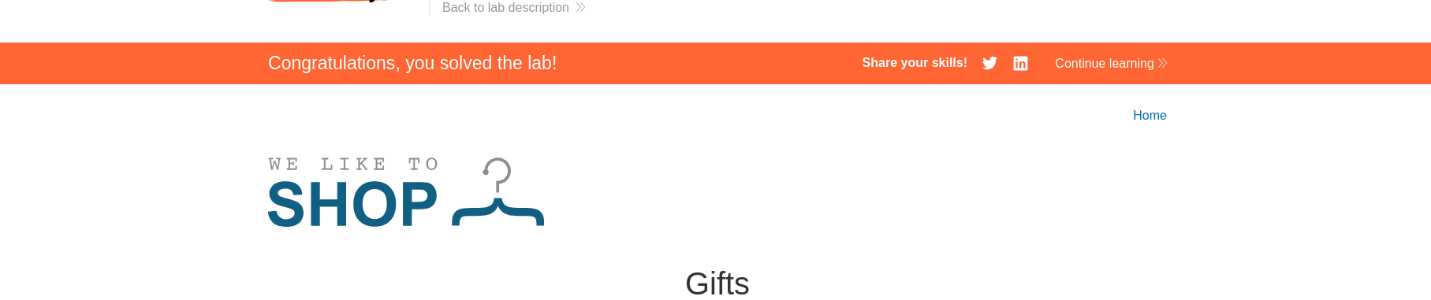 Back to lab description
Congratulations, you solved the lab!
Share your skills!
Continue learning
Home
WE LIKE TO
SHOP
Gifts